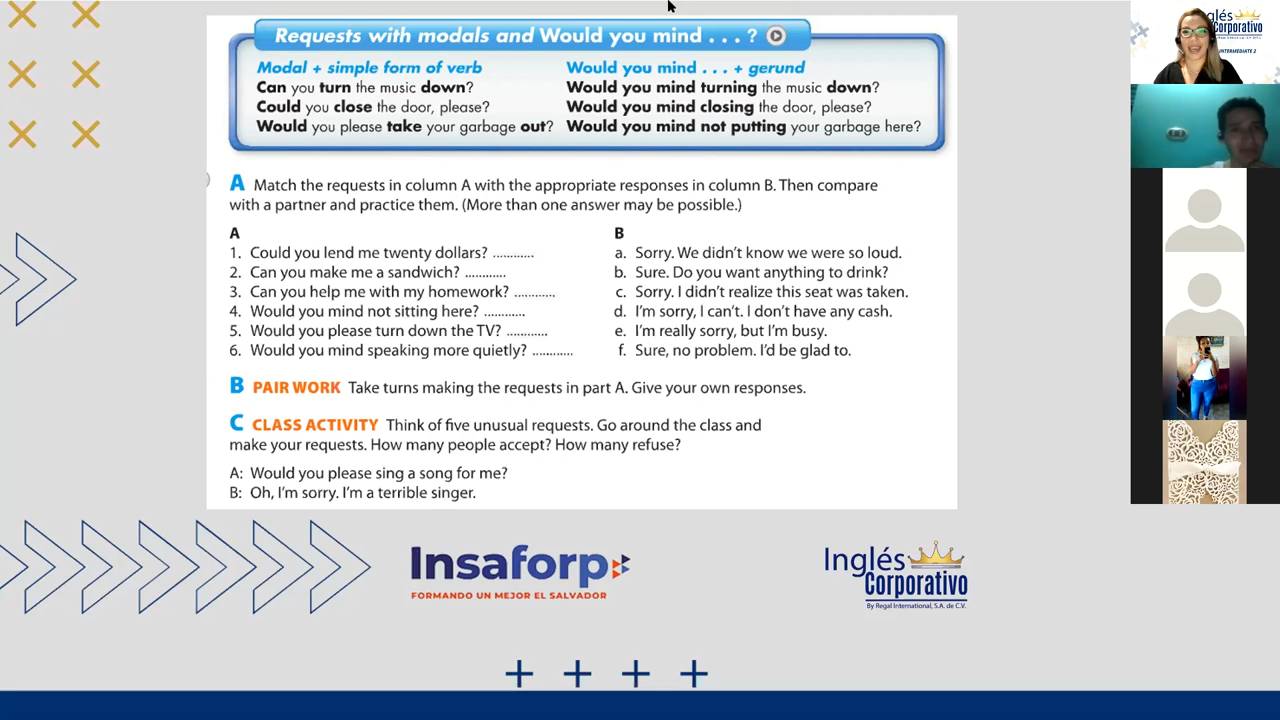 Requests with modals and Would you mind . . . ?
Modal + simple form of verb
Can you turn the music down?
Could you close the door, please?
Would you please take your garbage out?
Would you mind . . . + gerund
Would you mind turning the music down?
Would you mind closing the door, please?
Would you mind not putting your garbage here?
A Match the requests in column A with the appropriate responses in column B. Then compare
with a partner and practice them. (More than one answer may be possible.)
A
1. Could you lend me twenty dollars? ............
2. Can you make me a sandwich? ............
3. Can you help me with my homework? ............
4. Would you mind not sitting here? ............
5. Would you please turn down the TV? ............
6. Would you mind speaking more quietly? ............
B
a. Sorry. We didn't know we were so loud.
b. Sure. Do you want anything to drink?
c. Sorry. I didn't realize this seat was taken.
d. I'm sorry, I can't. I don't have any cash.
e. I'm really sorry, but I'm busy.
f. Sure, no problem. I'd be glad to.
B PAIR WORK Take turns making the requests in part A. Give your own responses.
C CLASS ACTIVITY Think of five unusual requests. Go around the class and
make your requests. How many people accept? How many refuse?
A: Would you please sing a song for me?
B: Oh, I'm sorry. I'm a terrible singer.
Insaforp
FORMANDO UN MEJOR EL SALVADOR
Inglés
Corporativo
By Regal International, S.A. de C.V.
glés
Corporativo
INTERMEDIATE 2